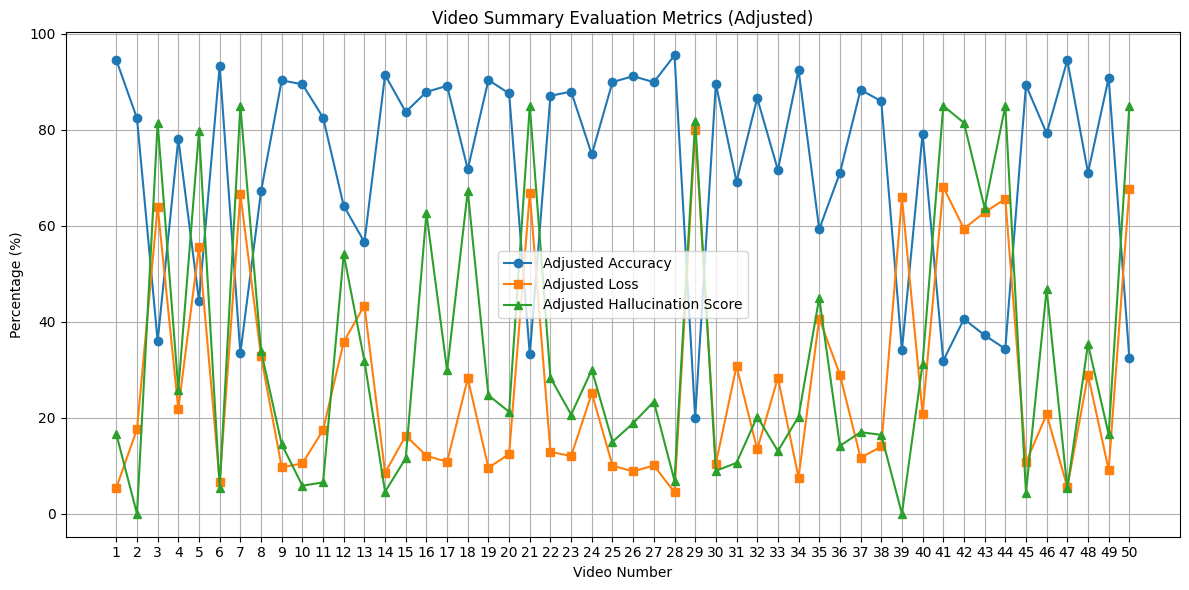 Video Summary Evaluation Metrics (Adjusted)
100
80
60
40
20
0
Percentage (%)
Adjusted Accuracy
Adjusted Loss
Adjusted Hallucination Score
1 2 3 4 5 6 7 8 9 10 11 12 13 14 15 16 17 18 19 20 21 22 23 24 25 26 27 28 29 30 31 32 33 34 35 36 37 38 39 40 41 42 43 44 45 46 47 48 49 50
Video Number